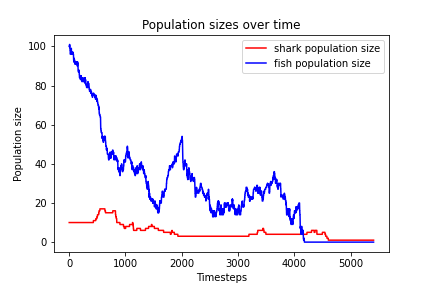 Population sizes over time
shark population size
fish population size
Population size
100
80
60
40
20
0
0
1000
2000
3000
4000
5000
Timesteps